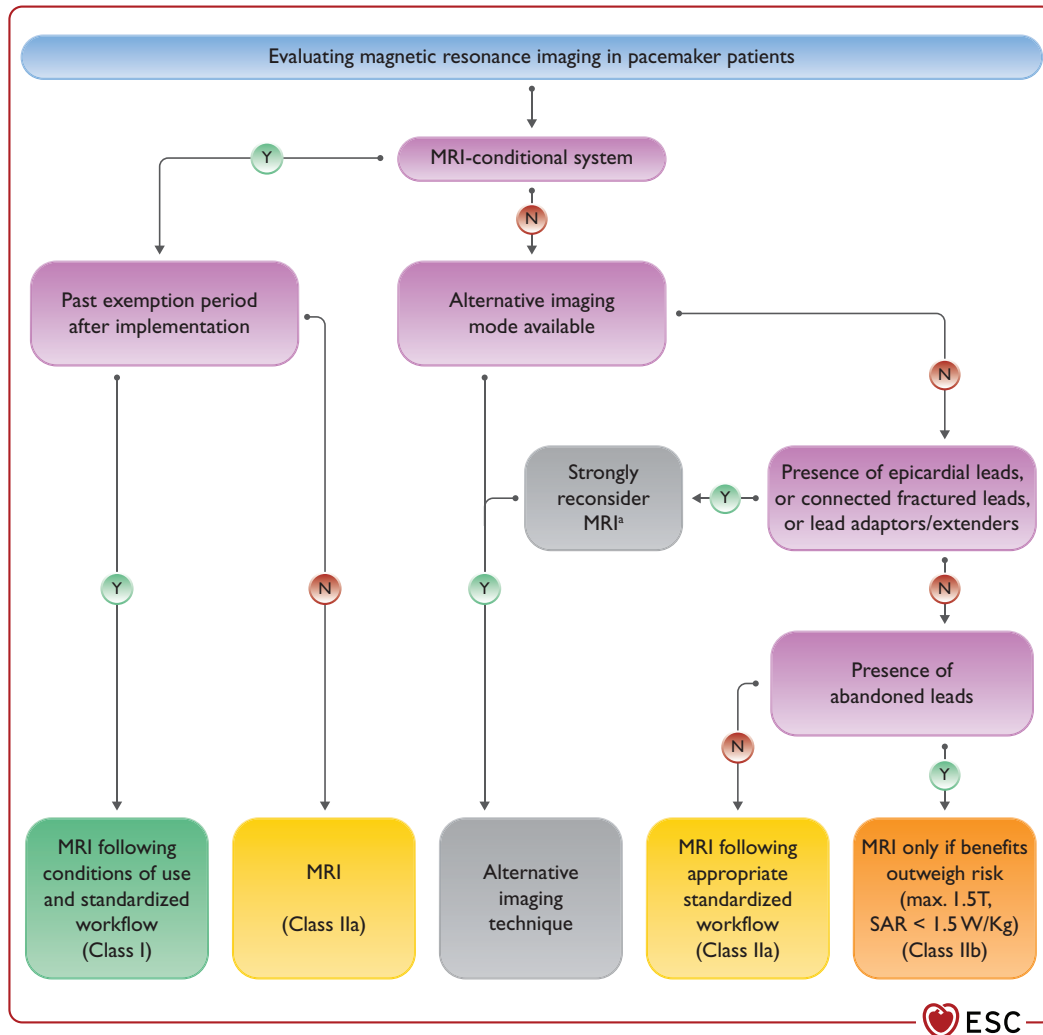 Evaluating magnetic resonance imaging in pacemaker patients
MRI-conditional system
Y
N
Past exemption period
after implementation
Alternative imaging
mode available
N
Strongly
reconsider
MRIᵃ
Y
Presence of epicardial leads,
or connected fractured leads,
or lead adaptors/extenders
Y
N
Y
N
Presence of
abandoned leads
N
Y
MRI following
conditions of use
and standardized
workflow
(Class I)
MRI
(Class IIa)
Alternative
imaging
technique
MRI following
appropriate
standardized
workflow
(Class IIa)
MRI only if benefits
outweigh risk
(max. 1.5T,
SAR < 1.5 W/Kg)
(Class IIb)
ESC